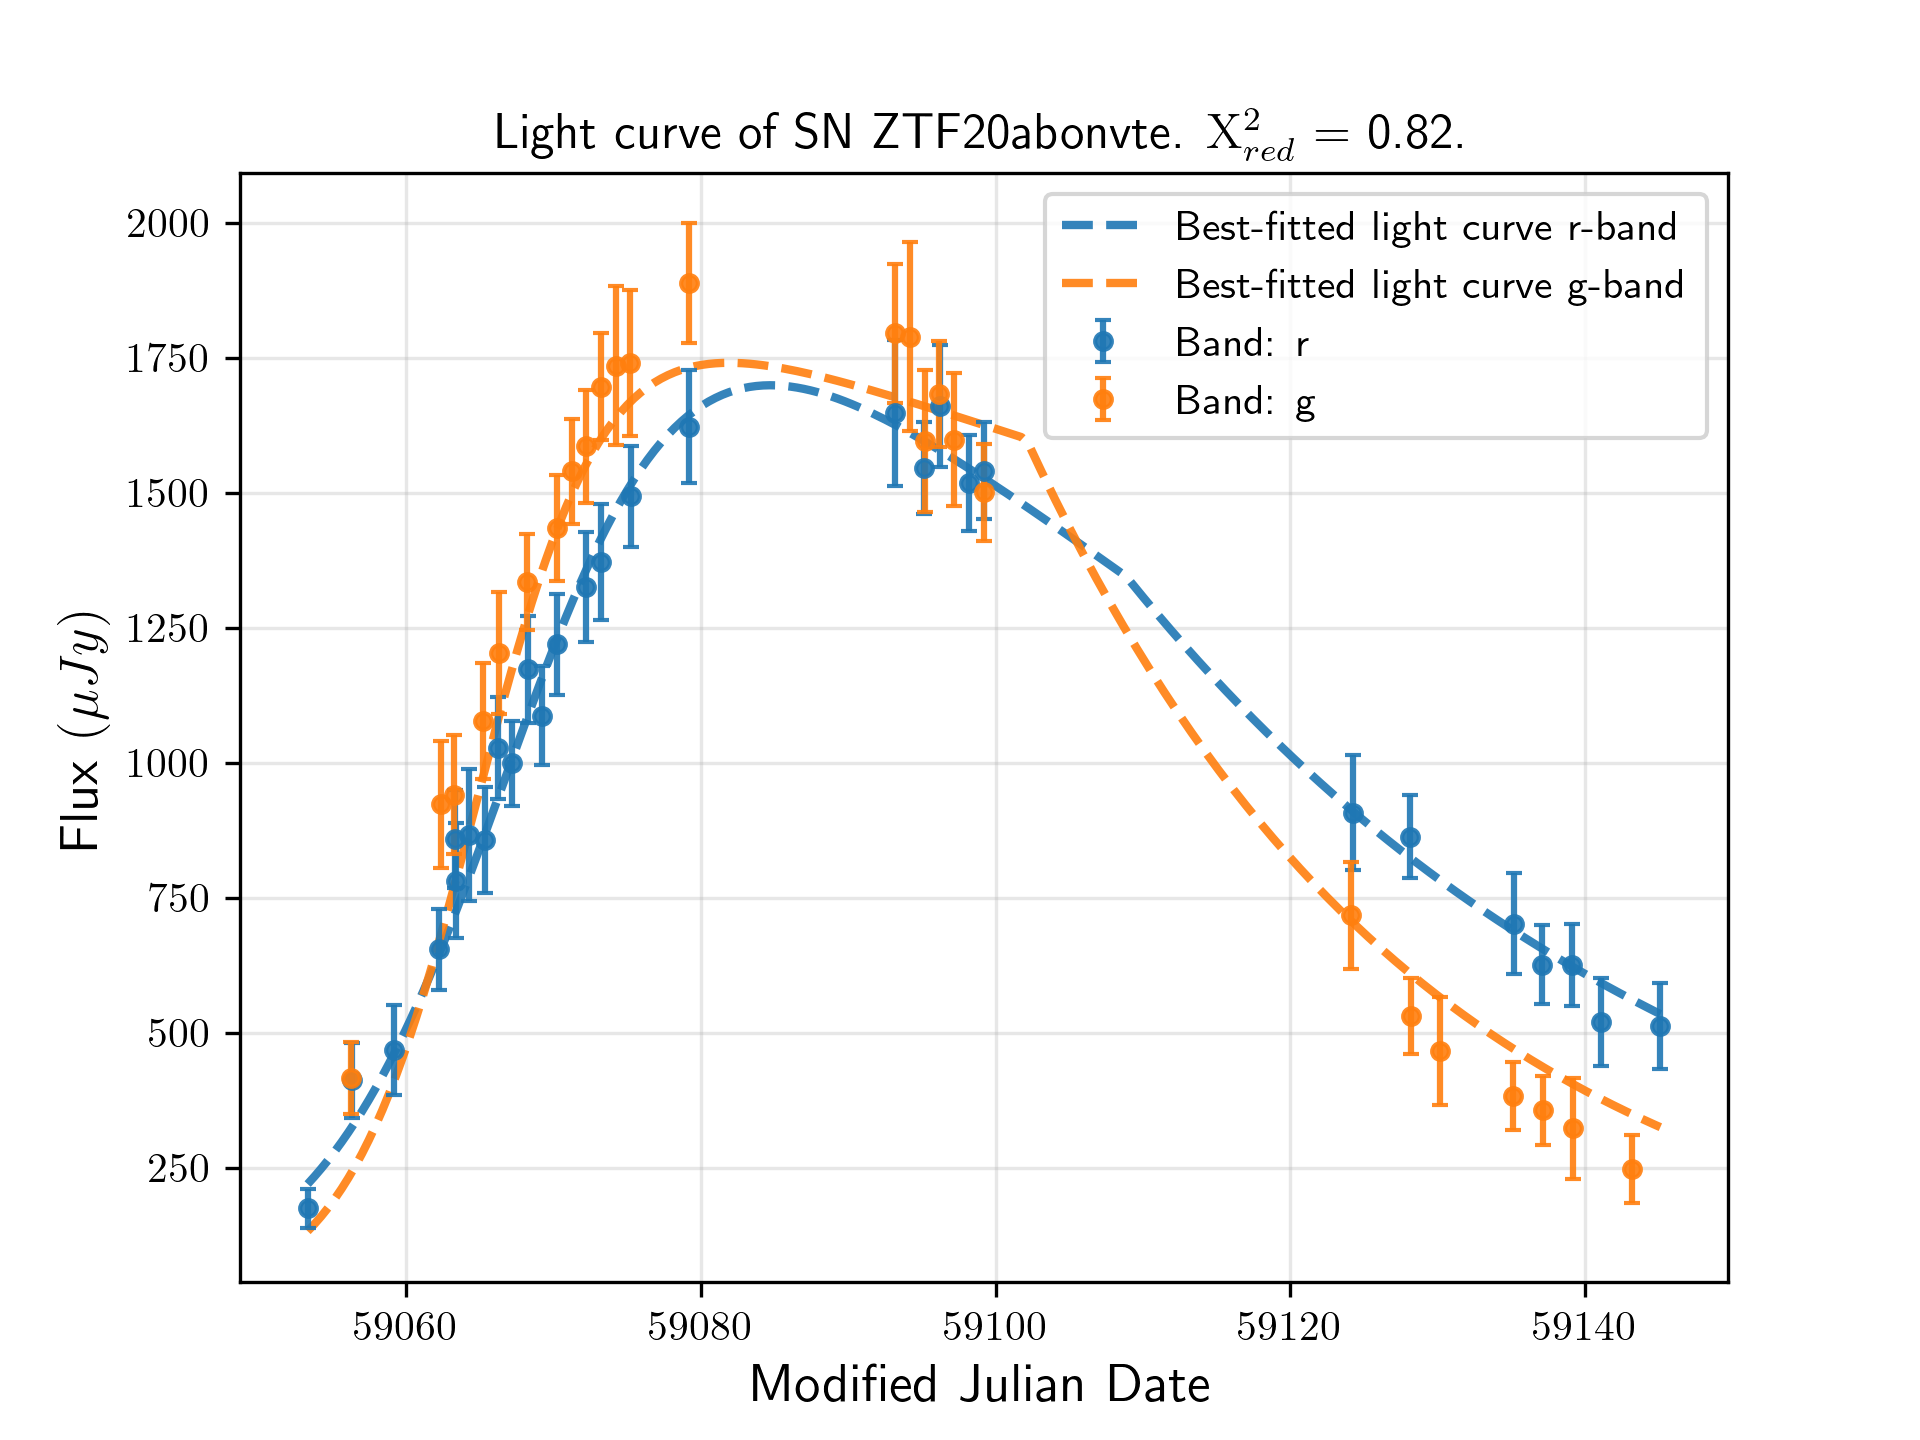 Light curve of SN ZTF20abonvte. X²_red = 0.82.
Best-fitted light curve r-band
Best-fitted light curve g-band
Band: r
Band: g
Flux (μJy)
2000
1750
1500
1250
1000
750
500
250
59060 59080 59100 59120 59140
Modified Julian Date